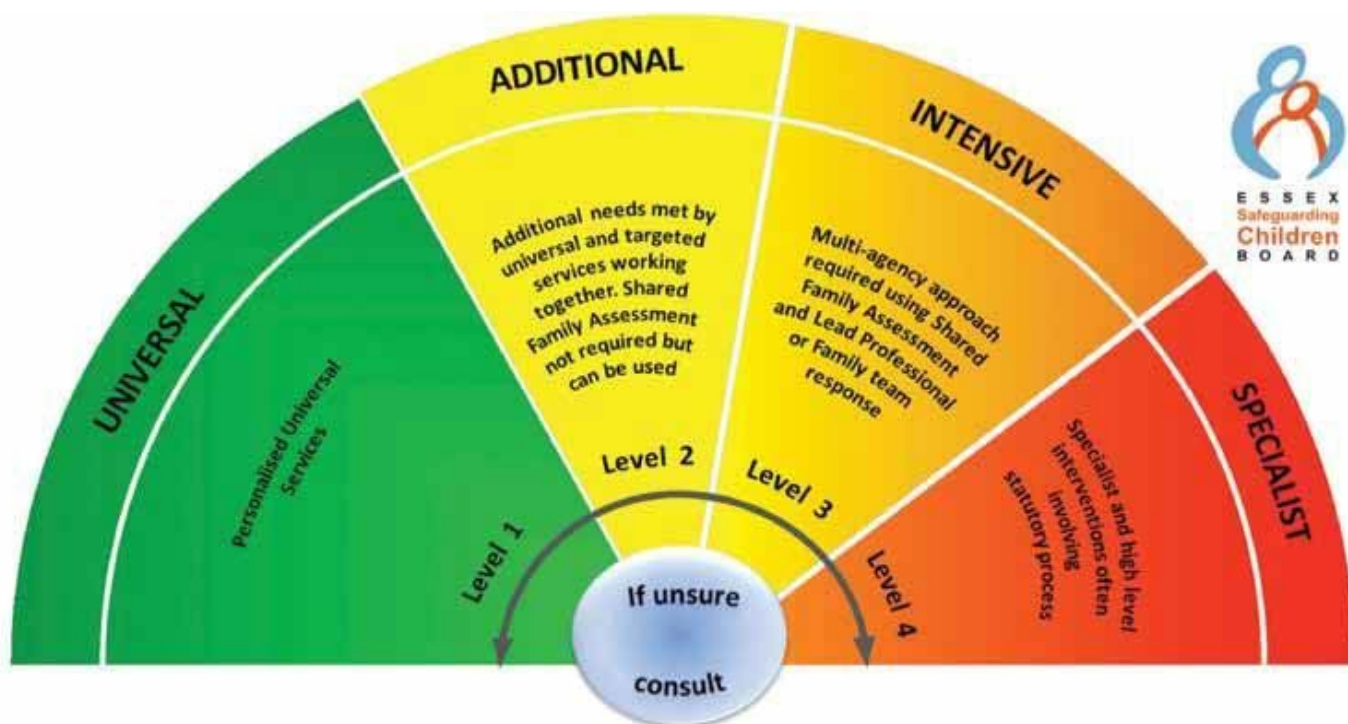 UNIVERSAL
Personalised Universal
Services
Level 1
ADDITIONAL
Additional needs met by
universal and targeted
services working
together. Shared
Family Assessment
not required but
can be used
Level 2
INTENSIVE
Multi-agency approach
required using Shared
Family Assessment
and Lead Professional
or Family team
response
Level 3
SPECIALIST
Specialist and high level
interventions often
involving
statutory process
Level 4
If unsure
consult
ESSEX
Safeguarding
Children
BOARD